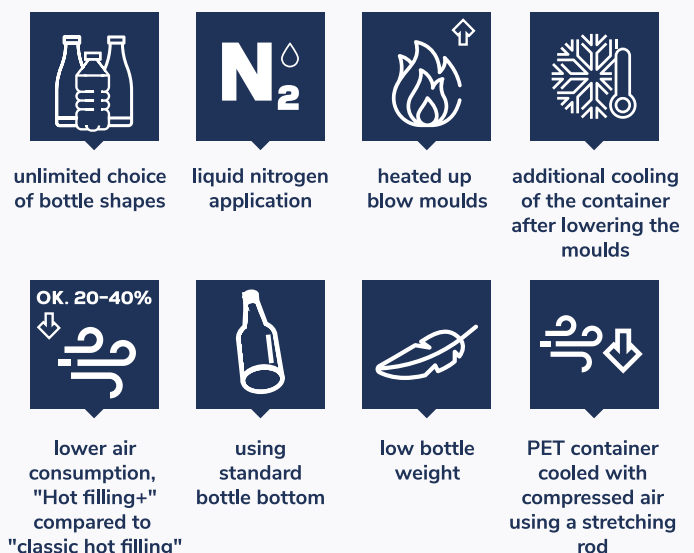 N2
unlimited choice
of bottle shapes
liquid nitrogen
application
heated up
blow moulds
additional cooling
of the container
after lowering the
moulds
OK. 20-40%
lower air
consumption,
"Hot filling+"
compared to
"classic hot filling"
using
standard
bottle bottom
low bottle
weight
PET container
cooled with
compressed air
using a stretching
rod